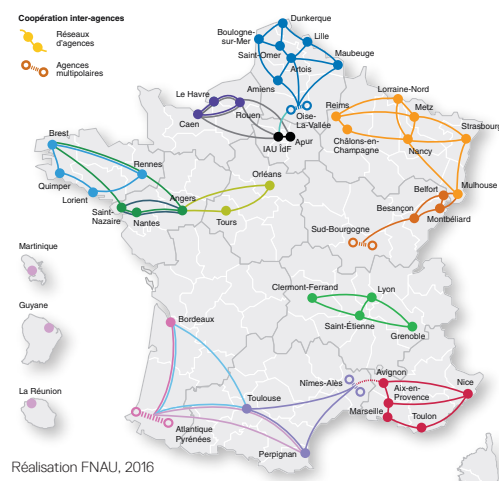 Coopération inter-agences
Réseaux
d'agences
Agences
multipolaires
Dunkerque
Boulogne-
sur-Mer
Lille
Saint-Omer
Maubeuge
Artois
Amiens
Le Havre
Rouen
Caen
Oise-
La-Vallée
IAU ÎdF
Apur
Lorraine-Nord
Reims
Metz
Strasbourg
Châlons-en-
Champagne
Nancy
Mulhouse
Belfort
Besançon
Montbéliard
Sud-Bourgogne
Brest
Rennes
Quimper
Lorient
Saint-
Nazaire
Nantes
Angers
Tours
Orléans
Martinique
Guyane
La Réunion
Clemont-Ferrand
Lyon
Saint-Étienne
Grenoble
Bordeaux
Toulouse
Nîmes-Alès
Avignon
Aix-en-
Provence
Nice
Marseille
Toulon
Atlantique
Pyrénées
Perpignan
Réalisation FNAU, 2016